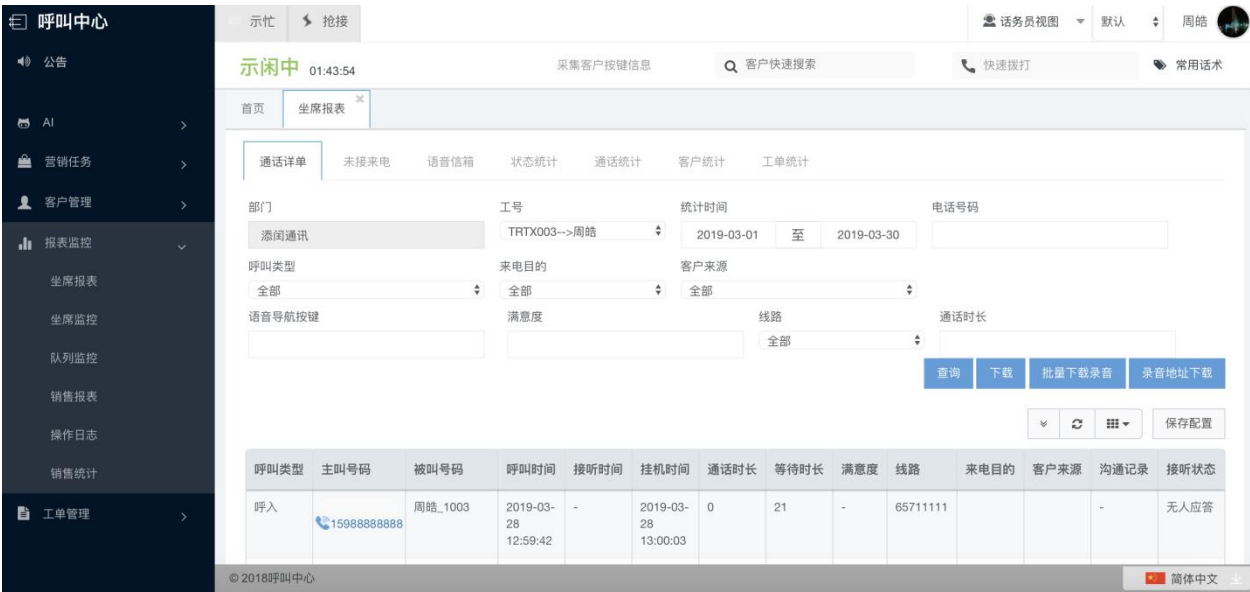 呼叫中心
示忙
抢接
话务员视图
默认
周皓
公告
示闲中 01:43:54
采集客户按键信息
客户快速搜索
快速拨打
常用话术
首页
坐席报表
AI
营销任务
客户管理
报表监控
坐席报表
坐席监控
队列监控
销售报表
操作日志
销售统计
工单管理
通话详单 未接来电 语音信箱 状态统计 通话统计 客户统计 工单统计
部门 工号 统计时间 电话号码
添闰通讯 TRTX003-->周皓 2019-03-01 至 2019-03-30
呼叫类型 来电目的 客户来源
全部 全部 全部
语音导航按键 满意度 线路 通话时长
全部
查询 下载 批量下载录音 录音地址下载
保存配置
呼叫类型 主叫号码 被叫号码 呼叫时间 接听时间 挂机时间 通话时长 等待时长 满意度 线路 来电目的 客户来源 沟通记录 接听状态
呼入 15988888888 周皓_1003 2019-03-28 12:59:42 - 2019-03-28 13:00:03 0 21 - 65711111 - 无人应答
© 2018呼叫中心
简体中文